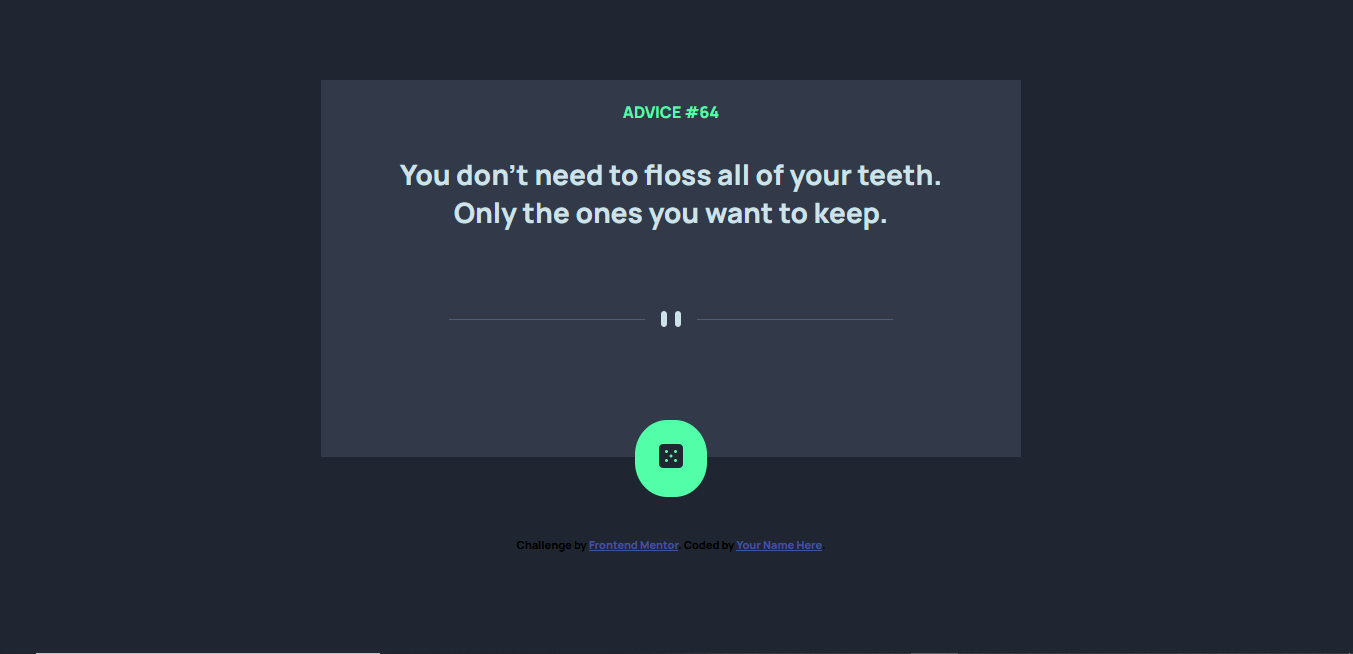 ADVICE #64
You don’t need to floss all of your teeth.
Only the ones you want to keep.
Challenge by Frontend Mentor. Coded by Your Name Here.